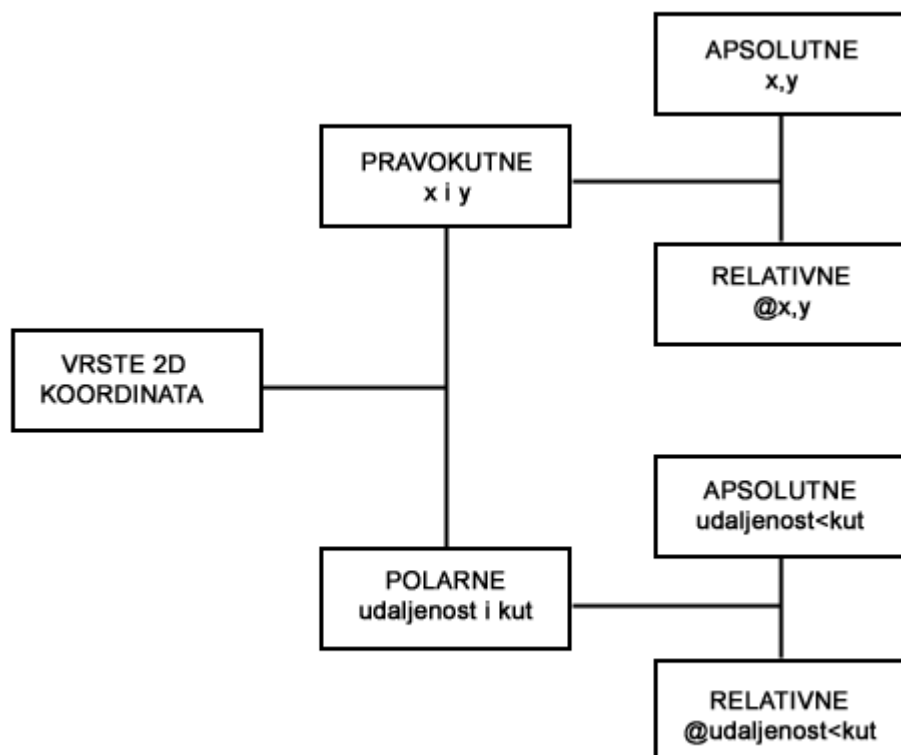 APSOLUTNE
x,y
PRAVOKUTNE
x i y
RELATIVNE
@x,y
VRSTE 2D
KOORDINATA
APSOLUTNE
udaljenost<kut
POLARNE
udaljenost i kut
RELATIVNE
@udaljenost<kut